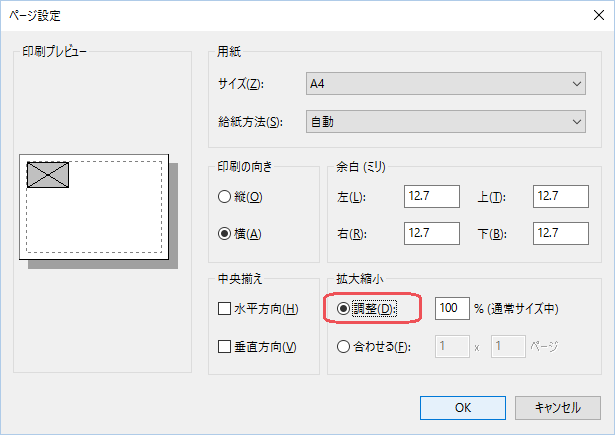 ページ設定
印刷プレビュー
用紙
サイズ(Z):
A4
給紙方法(S):
自動
印刷の向き
縦(O)
横(A)
余白 (ミリ)
左(L):
12.7
上(T):
12.7
右(R):
12.7
下(B):
12.7
中央揃え
水平方向(H)
垂直方向(V)
拡大縮小
調整(D):
100
% (通常サイズ中)
合わせる(F):
1
x
1
ページ
OK
キャンセル